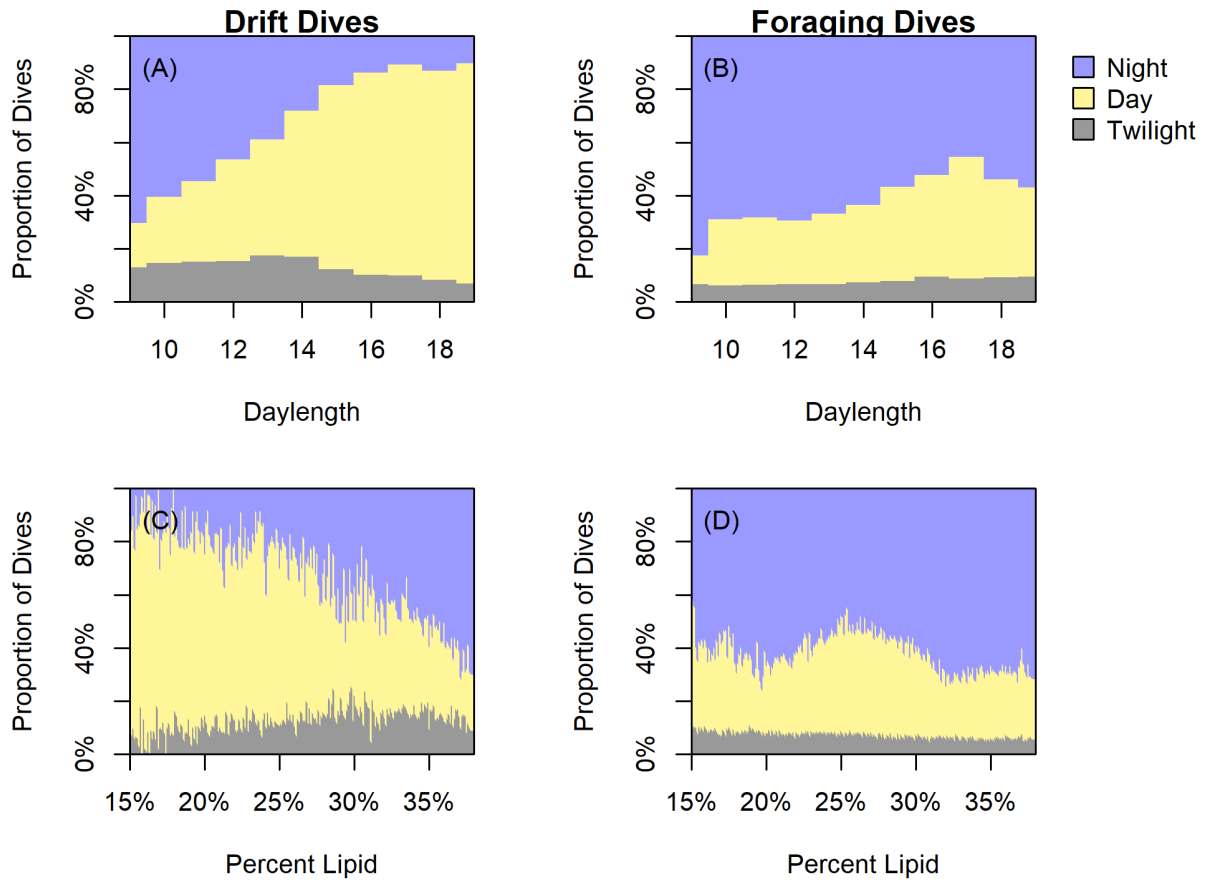 Drift Dives
Foraging Dives
(A)
(B)
Night
Day
Twilight
Proportion of Dives
0%
40%
80%
10 12 14 16 18
Daylength
Proportion of Dives
0%
40%
80%
10 12 14 16 18
Daylength
(C)
(D)
Proportion of Dives
0%
40%
80%
15% 20% 25% 30% 35%
Percent Lipid
Proportion of Dives
0%
40%
80%
15% 20% 25% 30% 35%
Percent Lipid